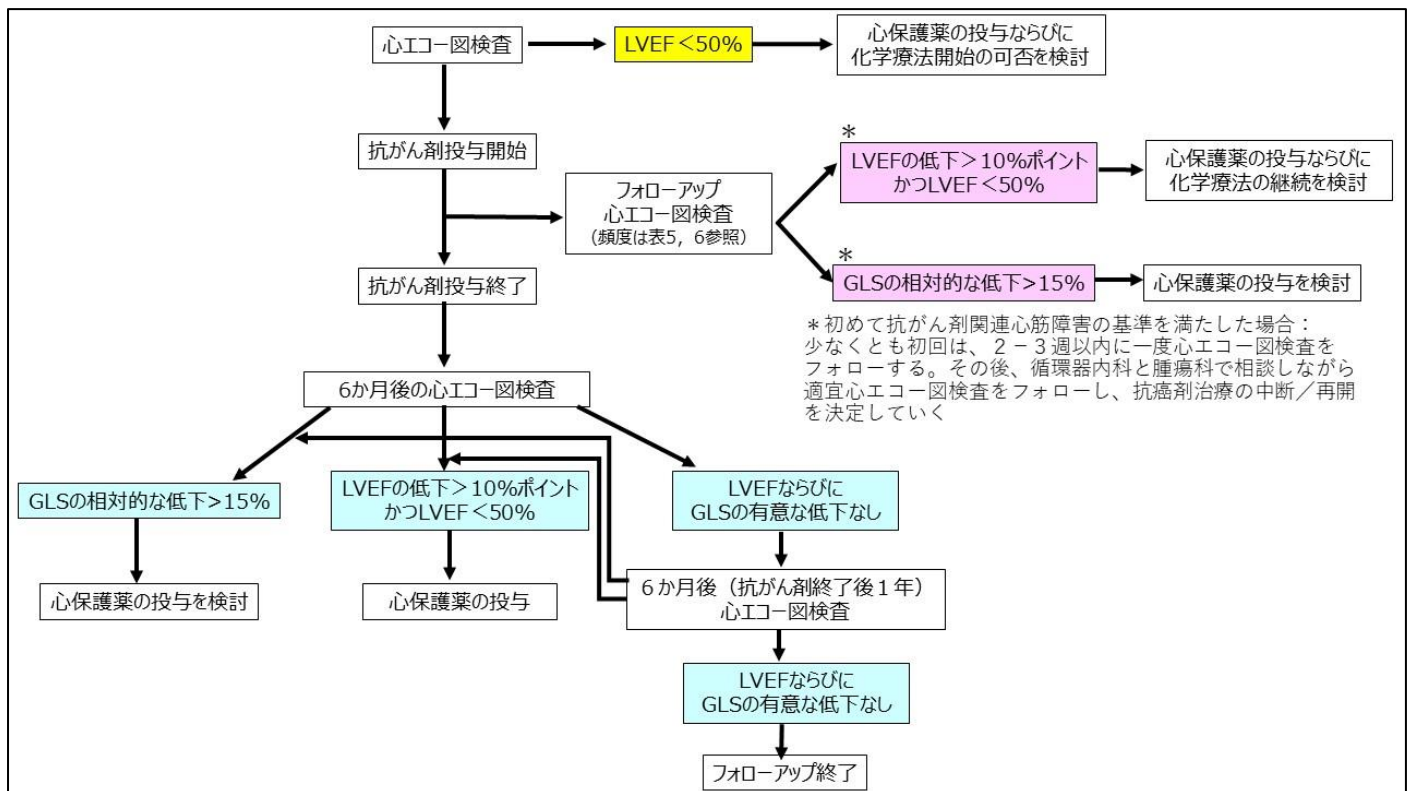 心エコー図検査
LVEF＜50%
心保護薬の投与ならびに
化学療法開始の可否を検討
抗がん剤投与開始
フォローアップ
心エコー図検査
（頻度は表5，6参照）
＊
LVEFの低下＞10%ポイント
かつLVEF＜50%
心保護薬の投与ならびに
化学療法の継続を検討
＊
GLSの相対的な低下>15%
心保護薬の投与を検討
抗がん剤投与終了
＊初めて抗がん剤関連心筋障害の基準を満たした場合：
少なくとも初回は、２－３週以内に一度心エコー図検査を
フォローする。その後、循環器内科と腫瘍科で相談しながら
適宜心エコー図検査をフォローし、抗癌剤治療の中断／再開
を決定していく
6か月後の心エコー図検査
GLSの相対的な低下>15%
LVEFの低下＞10%ポイント
かつLVEF＜50%
LVEFならびに
GLSの有意な低下なし
心保護薬の投与を検討
心保護薬の投与
６か月後（抗がん剤終了後１年）
心エコー図検査
LVEFならびに
GLSの有意な低下なし
フォローアップ終了